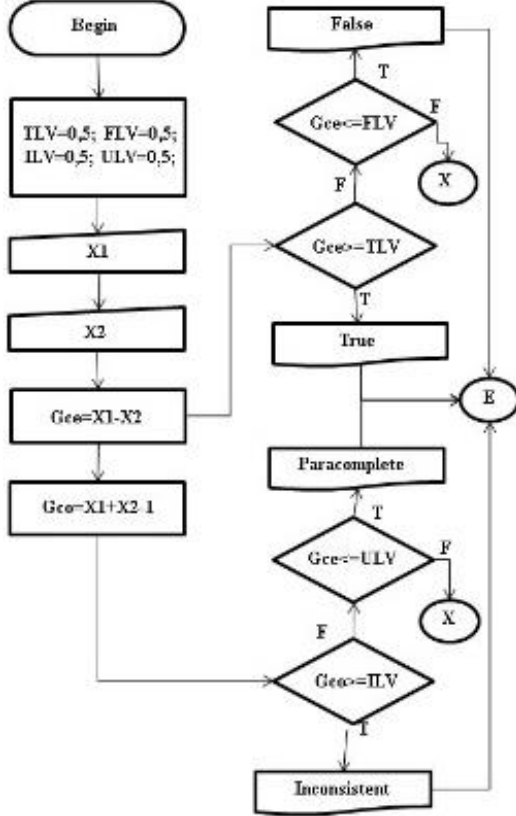 Begin
TLV=0,5; FLV=0,5;
ILV=0,5; ULV=0,5;
X1
X2
Gce=X1-X2
Gco=X1+X2-1
False
T
Gce<=FLV
F
X
F
Gce>=TLV
T
True
E
Paracomplete
T
Gce<=ULV
F
X
F
Gco>=ILV
T
Inconsistent